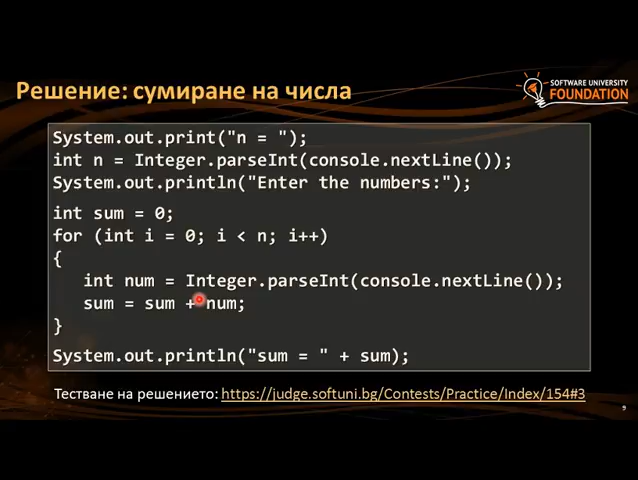 Решение: сумиране на числа
SOFTWARE UNIVERSITY
FOUNDATION
System.out.print("n = ");
int n = Integer.parseInt(console.nextLine());
System.out.println("Enter the numbers:");
int sum = 0;
for (int i = 0; i < n; i++)
{
int num = Integer.parseInt(console.nextLine());
sum = sum + num;
}
System.out.println("sum = " + sum);
Тестване на решението: https://judge.softuni.bg/Contests/Practice/Index/154#3
9